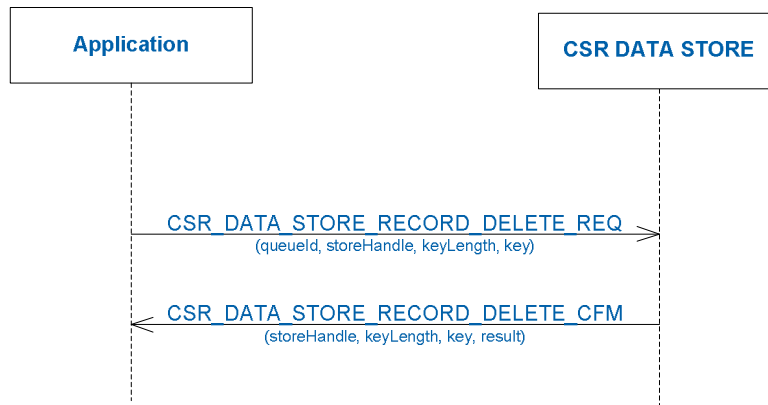 Application
CSR DATA STORE
CSR_DATA_STORE_RECORD_DELETE_REQ
(queueId, storeHandle, keyLength, key)
CSR_DATA_STORE_RECORD_DELETE_CFM
(storeHandle, keyLength, key, result)